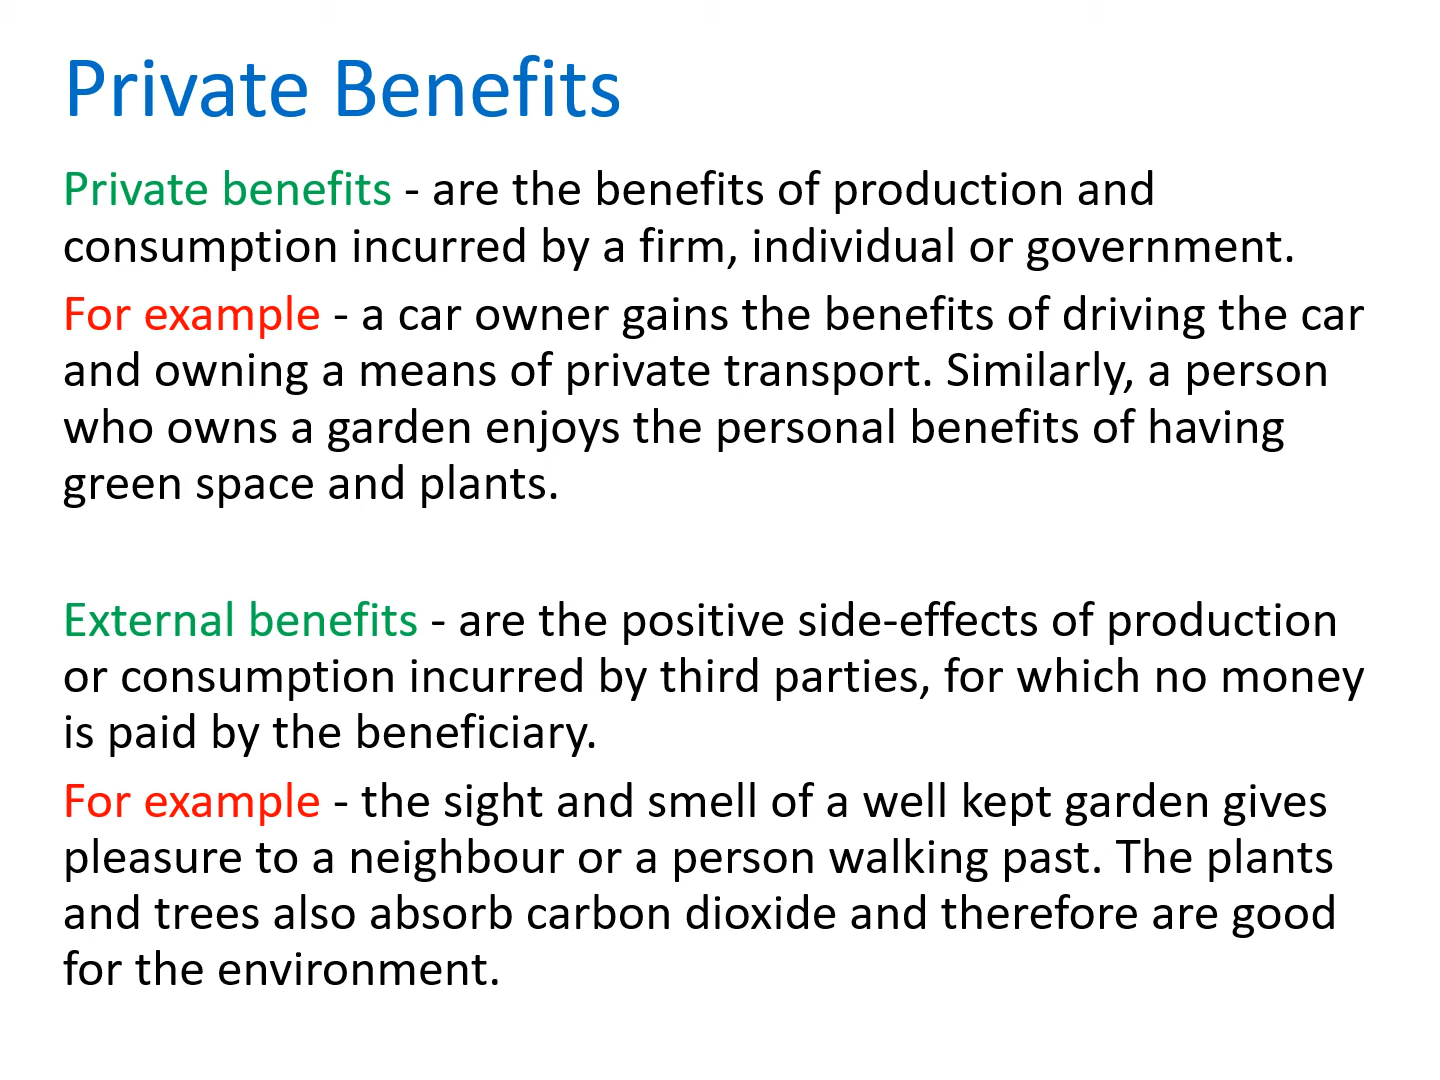 Private Benefits
Private benefits - are the benefits of production and
consumption incurred by a firm, individual or government.
For example - a car owner gains the benefits of driving the car
and owning a means of private transport. Similarly, a person
who owns a garden enjoys the personal benefits of having
green space and plants.
External benefits - are the positive side-effects of production
or consumption incurred by third parties, for which no money
is paid by the beneficiary.
For example - the sight and smell of a well kept garden gives
pleasure to a neighbour or a person walking past. The plants
and trees also absorb carbon dioxide and therefore are good
for the environment.